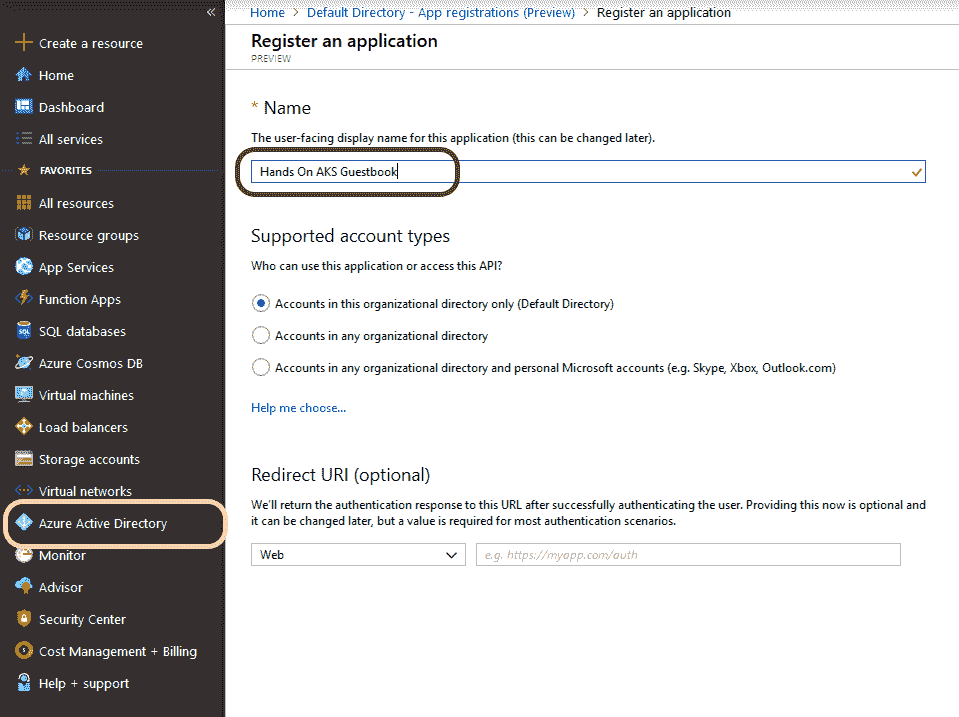 «
Create a resource
Home
Dashboard
All services
FAVORITES
All resources
Resource groups
App Services
Function Apps
SQL databases
Azure Cosmos DB
Virtual machines
Load balancers
Storage accounts
Virtual networks
Azure Active Directory
Monitor
Advisor
Security Center
Cost Management + Billing
Help + support
Home > Default Directory - App registrations (Preview) > Register an application
Register an application
PREVIEW
* Name
The user-facing display name for this application (this can be changed later).
Hands On AKS Guestbook
Supported account types
Who can use this application or access this API?
Accounts in this organizational directory only (Default Directory)
Accounts in any organizational directory
Accounts in any organizational directory and personal Microsoft accounts (e.g. Skype, Xbox, Outlook.com)
Help me choose...
Redirect URI (optional)
We'll return the authentication response to this URL after successfully authenticating the user. Providing this now is optional and
it can be changed later, but a value is required for most authentication scenarios.
Web
e.g. https://myapp.com/auth